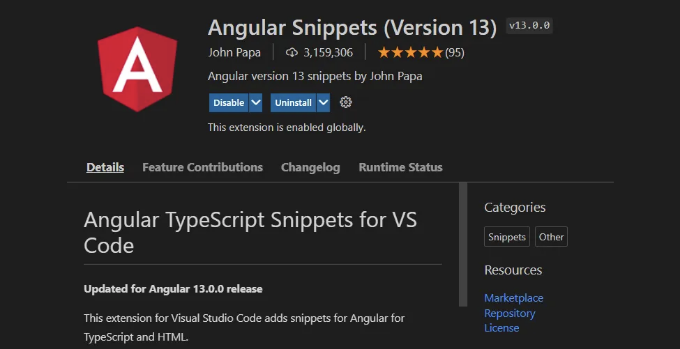 Angular Snippets (Version 13) v13.0.0
John Papa 3,159,306 (95)
Angular version 13 snippets by John Papa
Disable Uninstall
This extension is enabled globally.
Details Feature Contributions Changelog Runtime Status
Angular TypeScript Snippets for VS
Code
Updated for Angular 13.0.0 release
This extension for Visual Studio Code adds snippets for Angular for
TypeScript and HTML.
Categories
Snippets Other
Resources
Marketplace
Repository
License